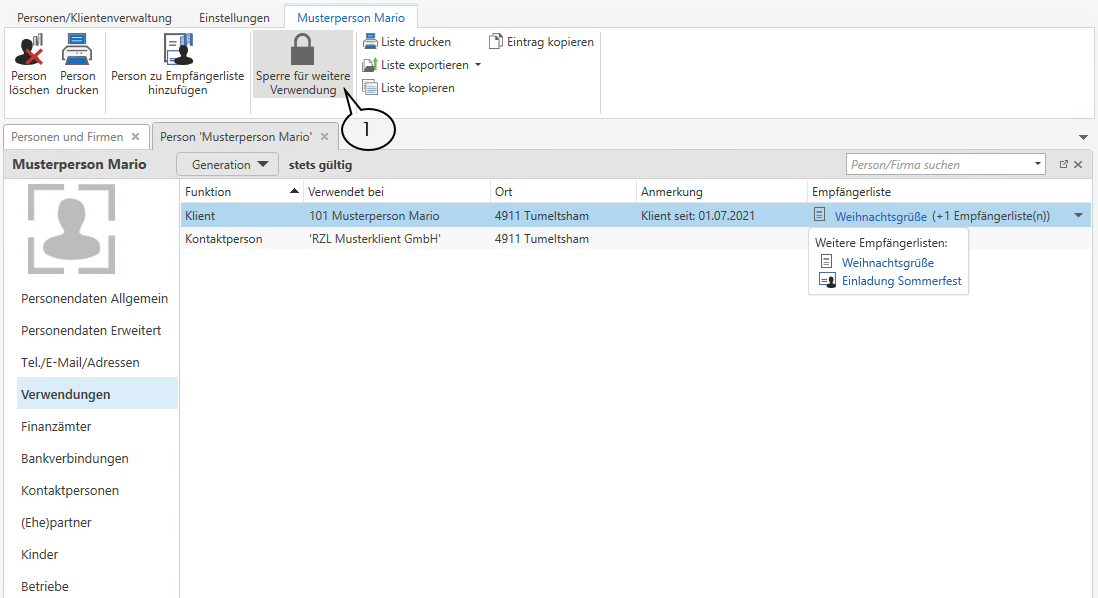 Personen/Klientenverwaltung Einstellungen Musterperson Mario
Person löschen
Person drucken
Person zu Empfängerliste hinzufügen
Sperre für weitere Verwendung
Liste drucken
Liste exportieren
Liste kopieren
Eintrag kopieren
1
Personen und Firmen Person 'Musterperson Mario'
Musterperson Mario Generation stets gültig Person/Firma suchen
Funktion Verwendet bei Ort Anmerkung Empfängerliste
Klient 101 Musterperson Mario 4911 Tumeltsham Klient seit: 01.07.2021 Weihnachtsgrüße (+1 Empfängerliste(n))
Kontaktperson 'RZL Musterklient GmbH' 4911 Tumeltsham
Weitere Empfängerlisten:
Weihnachtsgrüße
Einladung Sommerfest
Personendaten Allgemein
Personendaten Erweitert
Tel./E-Mail/Adressen
Verwendungen
Finanzämter
Bankverbindungen
Kontaktpersonen
(Ehe)partner
Kinder
Betriebe